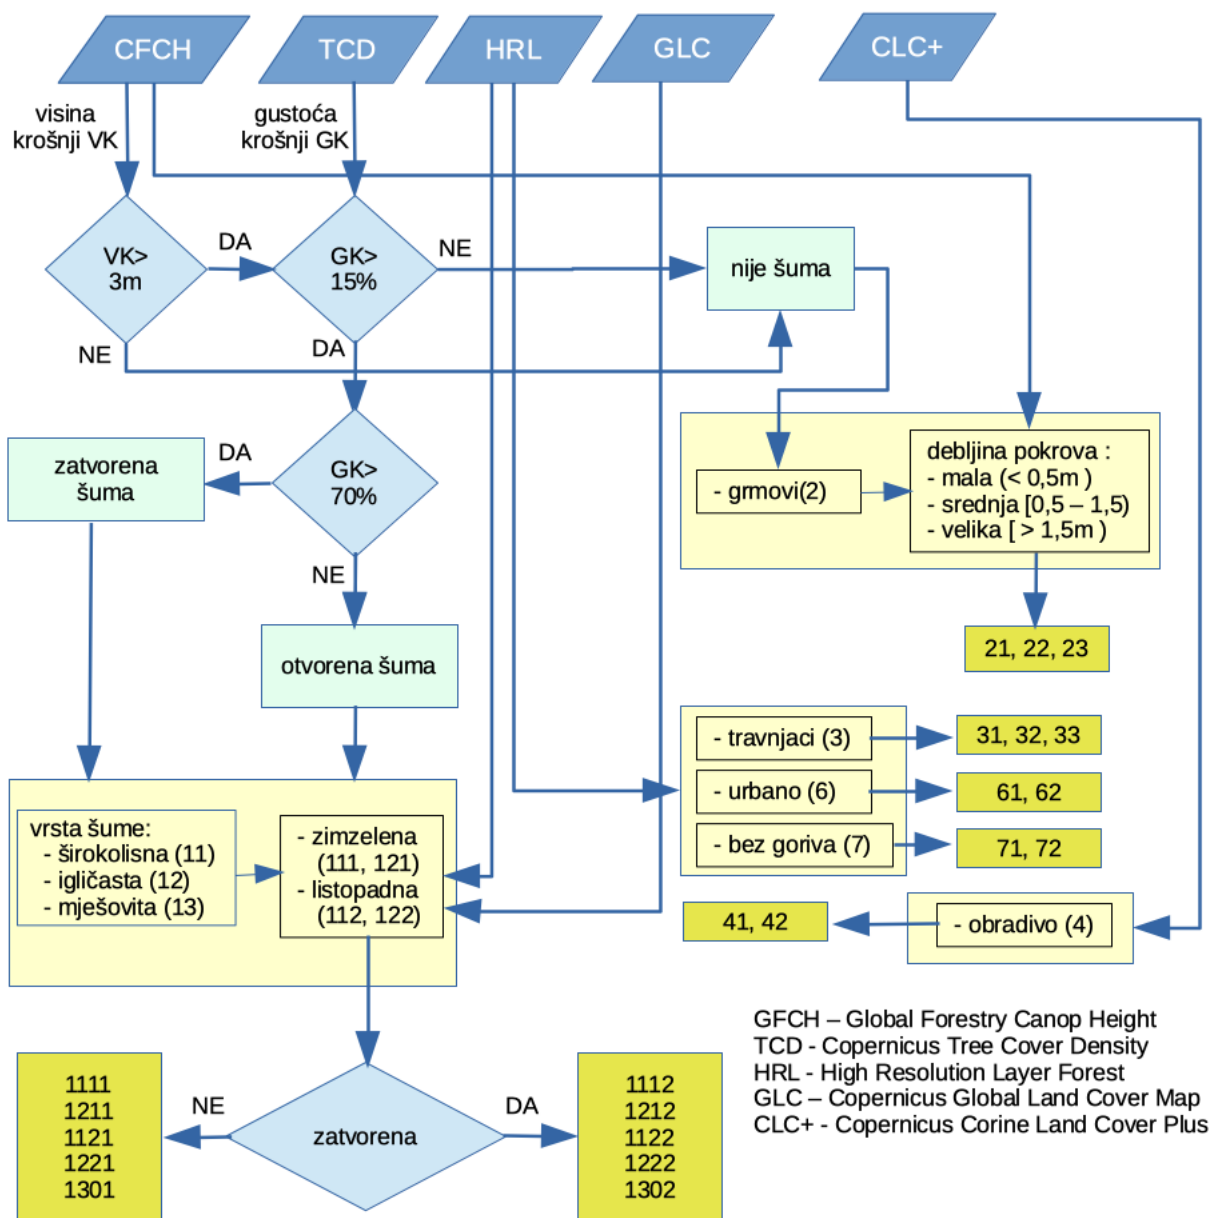 CFCH
TCD
HRL
GLC
CLC+
visina
krošnji VK
gustoća
krošnji GK
VK>
3m
DA
GK>
15%
NE
nije šuma
NE
DA
zatvorena
šuma
DA
GK>
70%
NE
- grmovi(2)
debljina pokrova :
- mala (< 0,5m )
- srednja [0,5 – 1,5)
- velika [ > 1,5m )
otvorena šuma
21, 22, 23
- travnjaci (3)
31, 32, 33
- urbano (6)
61, 62
- bez goriva (7)
71, 72
vrsta šume:
- širokolisna (11)
- igličasta (12)
- mješovita (13)
- zimzelena
(111, 121)
- listopadna
(112, 122)
41, 42
- obradivo (4)
GFCH – Global Forestry Canop Height
TCD - Copernicus Tree Cover Density
HRL - High Resolution Layer Forest
GLC – Copernicus Global Land Cover Map
CLC+ - Copernicus Corine Land Cover Plus
1111
1211
1121
1221
1301
NE
zatvorena
DA
1112
1212
1122
1222
1302